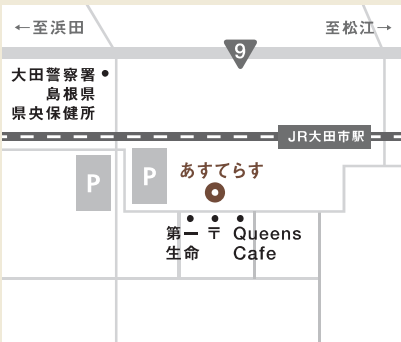 ←至浜田
至松江→
9
大田警察署
島根県
県央保健所
JR大田市駅
P
P
あすてらす
第一
生命
〒
Queens
Cafe